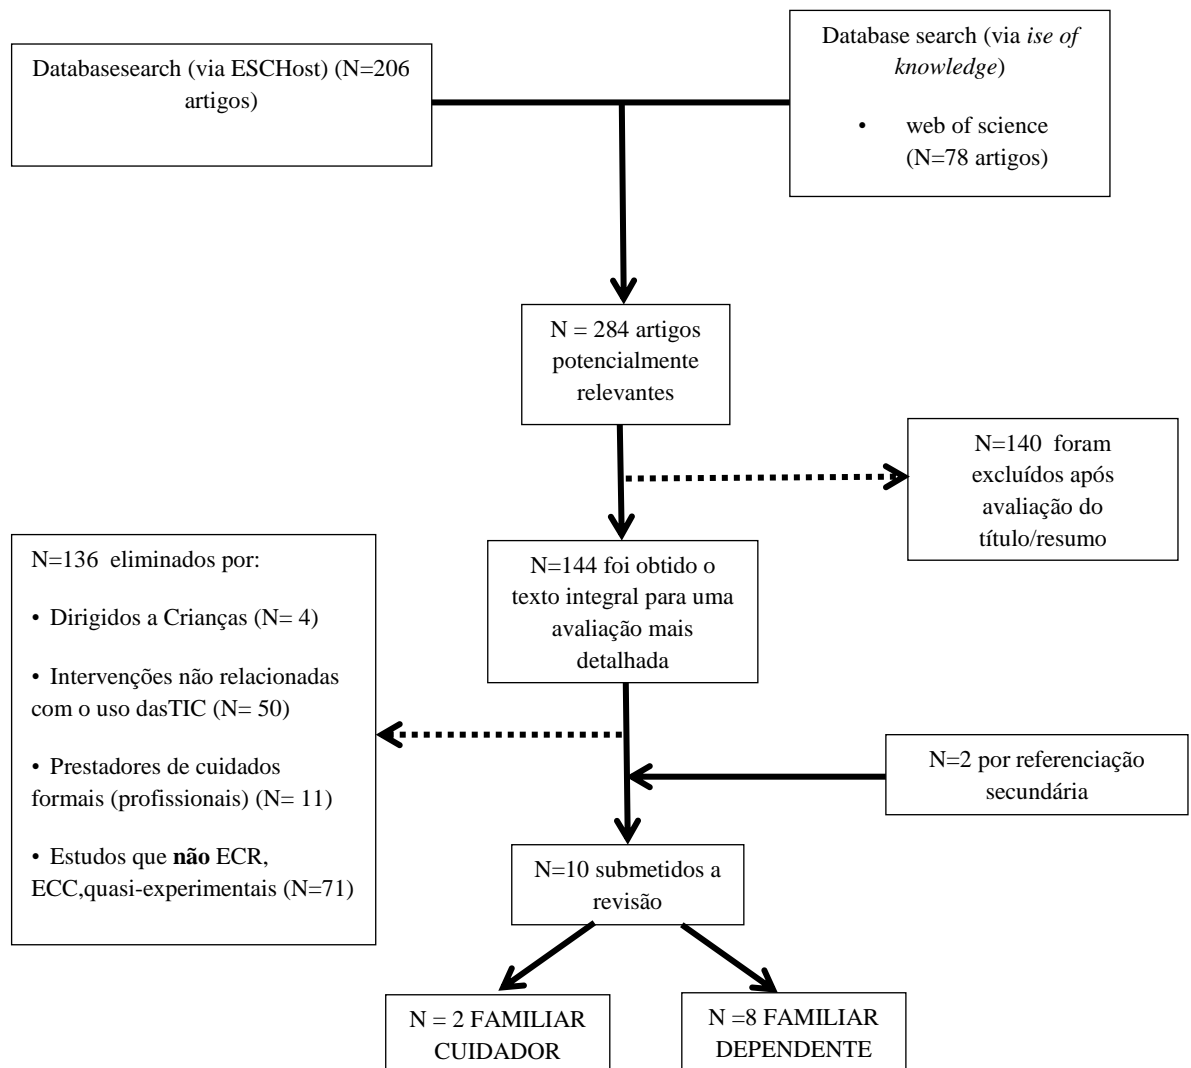 Databasesearch (via ESCHost) (N=206
artigos)
Database search (via ise of
knowledge)
• web of science
(N=78 artigos)
N = 284 artigos
potencialmente
relevantes
N=140 foram
excluídos após
avaliação do
título/resumo
N=144 foi obtido o
texto integral para uma
avaliação mais
detalhada
N=136 eliminados por:
• Dirigidos a Crianças (N= 4)
• Intervenções não relacionadas
com o uso dasTIC (N= 50)
• Prestadores de cuidados
formais (profissionais) (N= 11)
• Estudos que não ECR,
ECC,quasi-experimentais (N=71)
N=2 por referenciação
secundária
N=10 submetidos a
revisão
N = 2 FAMILIAR
CUIDADOR
N =8 FAMILIAR
DEPENDENTE